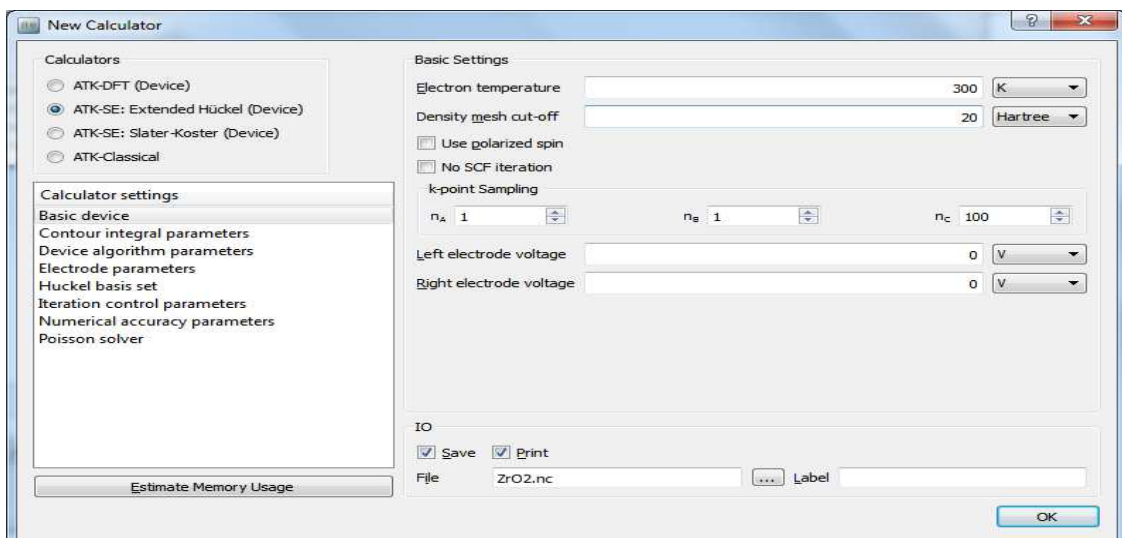 New Calculator
Calculators
ATK-DFT (Device)
ATK-SE: Extended Hückel (Device)
ATK-SE: Slater-Koster (Device)
ATK-Classical
Calculator settings
Basic device
Contour integral parameters
Device algorithm parameters
Electrode parameters
Huckel basis set
Iteration control parameters
Numerical accuracy parameters
Poisson solver
Estimate Memory Usage
Basic Settings
Electron temperature 300 K
Density mesh cut-off 20 Hartree
Use polarized spin
No SCF iteration
k-point Sampling
nA 1 nB 1 nC 100
Left electrode voltage 0 V
Right electrode voltage 0 V
IO
Save Print
File ZrO2.nc ... Label
OK